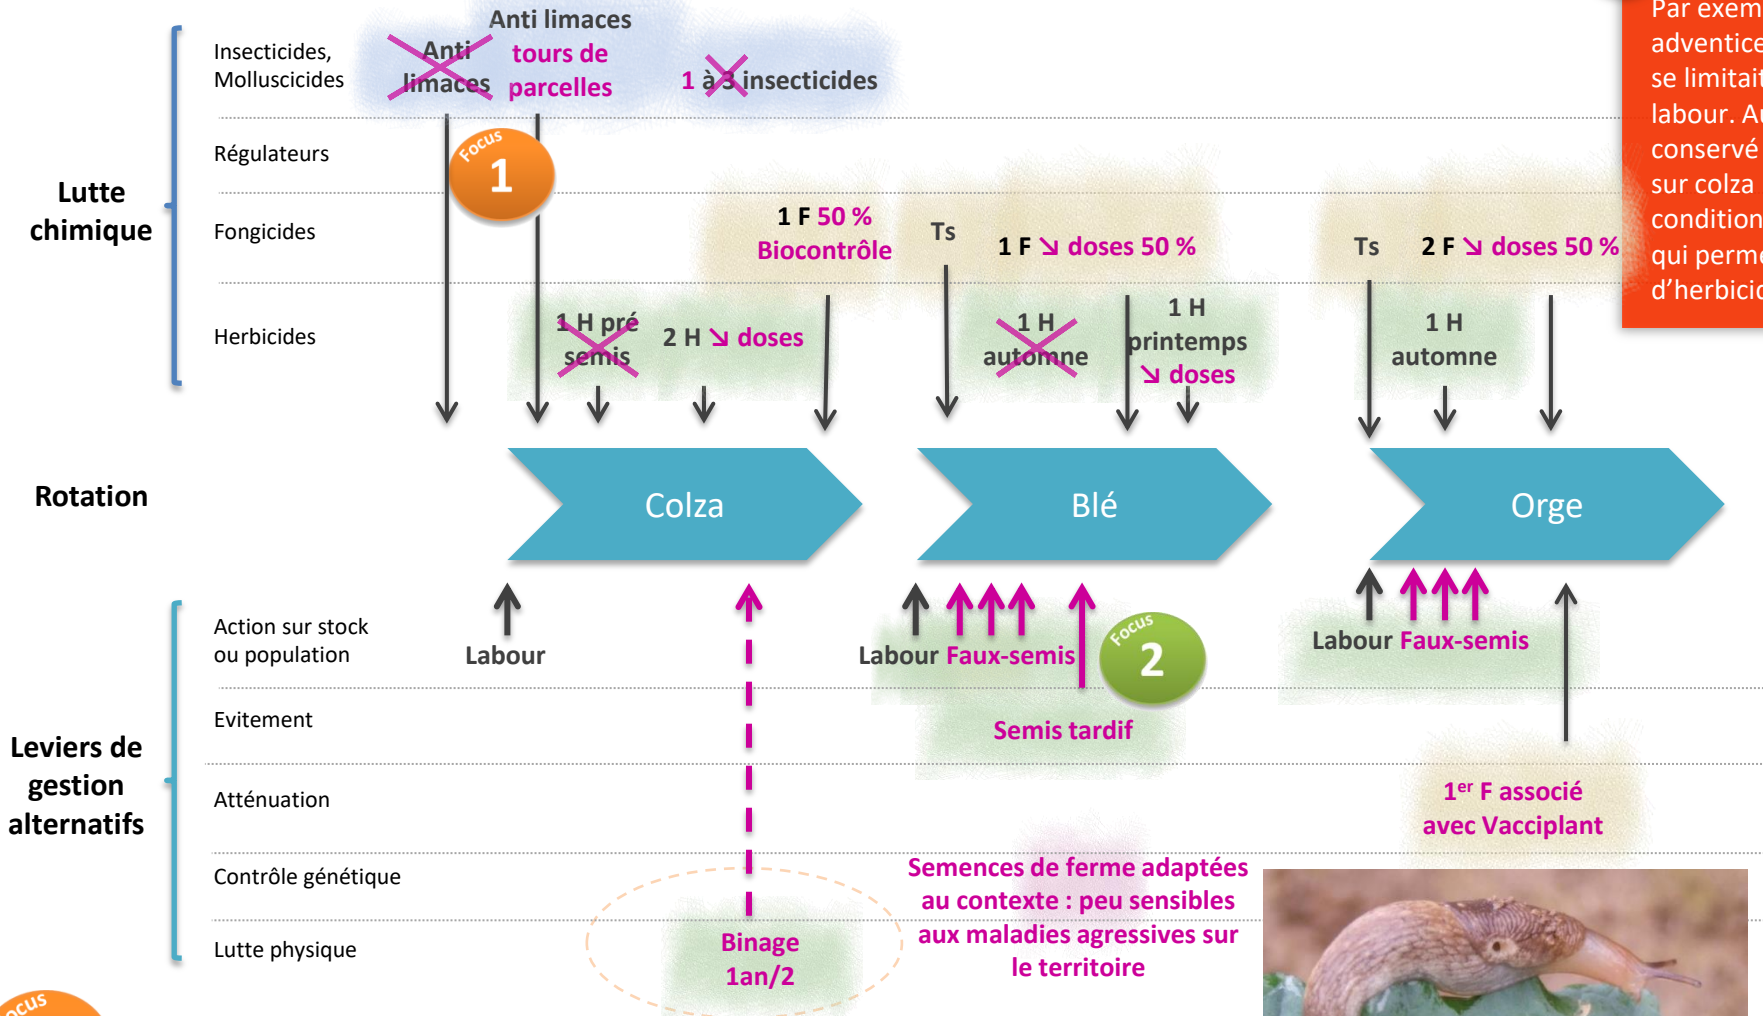 Lutte
chimique
Insecticides,
Molluscicides
Anti
limaces
Anti limaces
tours de
parcelles
1 à 3 insecticides
Régulateurs
Focus
1
Fongicides
1 F 50 %
Biocontrôle
Ts
1 F ↘ doses 50 %
Ts
2 F ↘ doses 50 %
Herbicides
1 H pré
semis
2 H ↘ doses
1 H
automne
1 H
printemps
↘ doses
1 H
automne
Par exem
adventice
se limitait
labour. Au
conservé
sur colza
condition
qui perme
d'herbicid
Rotation
Colza
Blé
Orge
Leviers de
gestion
alternatifs
Action sur stock
ou population
Labour
Labour Faux-semis
Focus
2
Labour Faux-semis
Evitement
Semis tardif
Atténuation
1er F associé
avec Vacciplant
Contrôle génétique
Semences de ferme adaptées
au contexte : peu sensibles
aux maladies agressives sur
le territoire
Lutte physique
Binage
1an/2